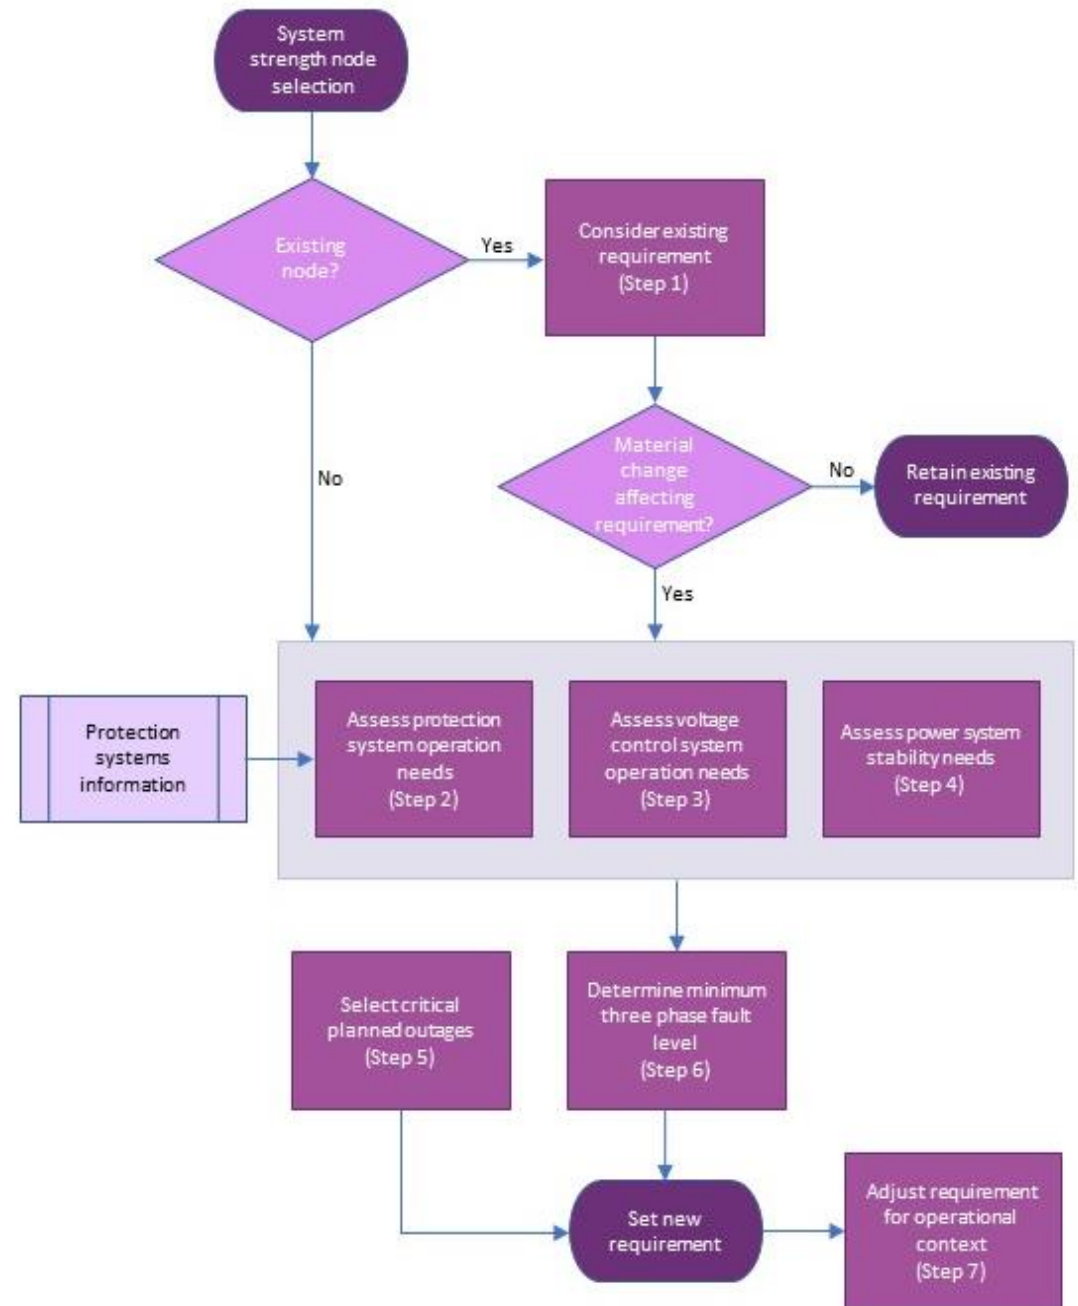 System
strength node
selection
Existing
node?
Yes
Consider existing
requirement
(Step 1)
No
Material
change
affecting
requirement?
No
Retain existing
requirement
Yes
Protection
systems
information
Assess protection
system operation
needs
(Step 2)
Assess voltage
control system
operation needs
(Step 3)
Assess power system
stability needs
(Step 4)
Select critical
planned outages
(Step 5)
Determine minimum
three phase fault
level
(Step 6)
Set new
requirement
Adjust requirement
for operational
context
(Step 7)